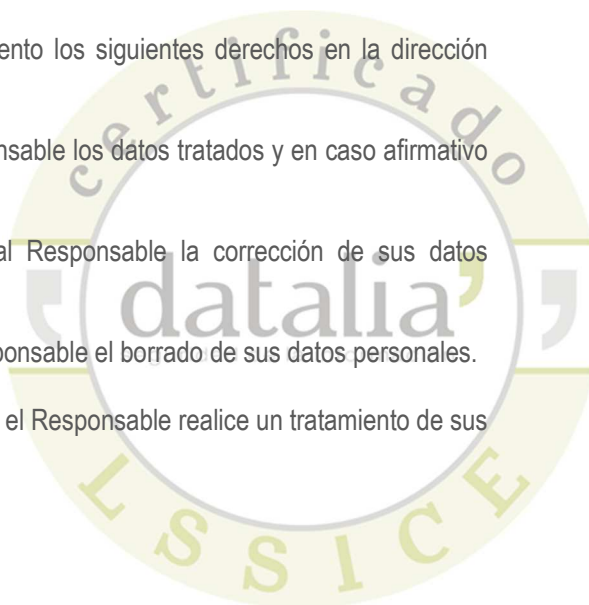 ento los siguientes derechos en la dirección
nsable los datos tratados y en caso afirmativo
al Responsable la corrección de sus datos
ponsable el borrado de sus datos personales.
el Responsable realice un tratamiento de sus
certificado
datalia
LSSICE